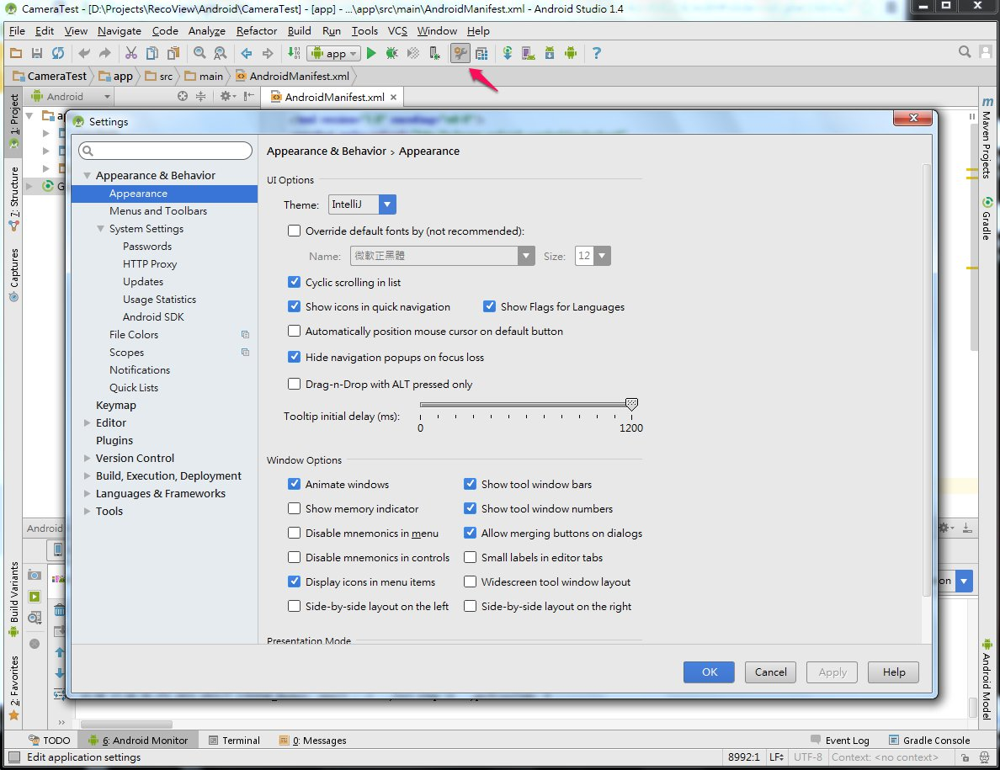 CameraTest - [D:\Projects\RecoView\Android\CameraTest] - [app] - ...\app\src\main\AndroidManifest.xml - Android Studio 1.4
File Edit View Navigate Code Analyze Refactor Build Run Tools VCS Window Help
app
CameraTest app src main AndroidManifest.xml
Android AndroidManifest.xml
1: Project
7: Structure
Captures
Build Variants
2: Favorites
Settings
Appearance & Behavior
Appearance
Menus and Toolbars
System Settings
Passwords
HTTP Proxy
Updates
Usage Statistics
Android SDK
File Colors
Scopes
Notifications
Quick Lists
Keymap
Editor
Plugins
Version Control
Build, Execution, Deployment
Languages & Frameworks
Tools
Appearance & Behavior › Appearance
UI Options
Theme: IntelliJ
Override default fonts by (not recommended):
Name: 微軟正黑體 Size: 12
Cyclic scrolling in list
Show icons in quick navigation Show Flags for Languages
Automatically position mouse cursor on default button
Hide navigation popups on focus loss
Drag-n-Drop with ALT pressed only
Tooltip initial delay (ms):
0 1200
Window Options
Animate windows Show tool window bars
Show memory indicator Show tool window numbers
Disable mnemonics in menu Allow merging buttons on dialogs
Disable mnemonics in controls Small labels in editor tabs
Display icons in menu items Widescreen tool window layout
Side-by-side layout on the left Side-by-side layout on the right
Presentation Mode
OK Cancel Apply Help
Maven Projects
Gradle
Android Model
Android
on
TODO 6: Android Monitor Terminal 0: Messages Event Log Gradle Console
Edit application settings 8992:1 LF UTF-8 Context: <no context>